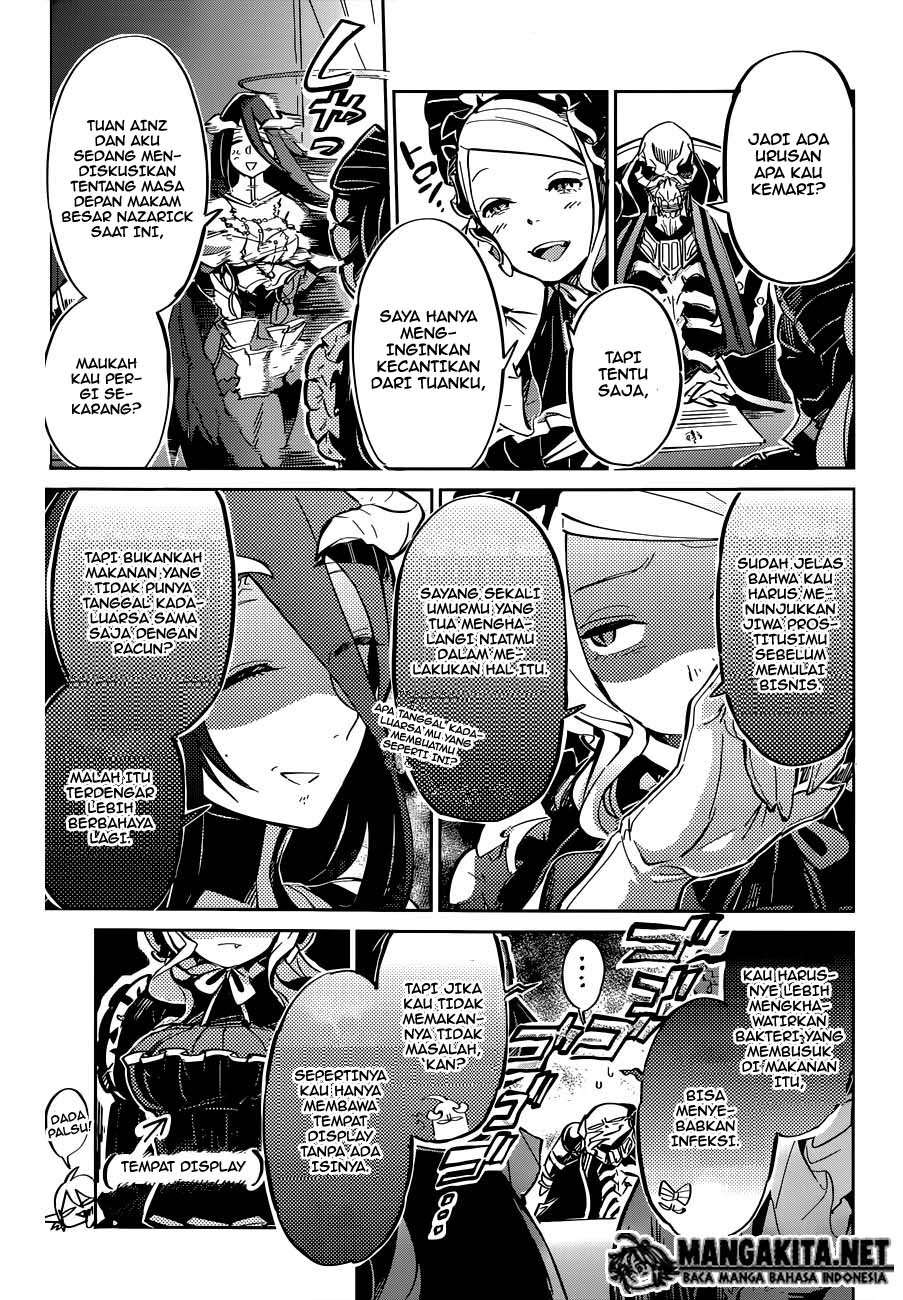 JADI ADA
URUSAN
APA KAU
KEMARI?
TAPI
TENTU
SAJA,
SAYA HANYA
MENG-
INGINKAN
KECANTIKAN
DARI TUANKU,
TUAN AINZ
DAN AKU
SEDANG MEN-
DISKUSIKAN
TENTANG MASA
DEPAN MAKAM
BESAR NAZARICK
SAAT INI,
MAUKAH
KAU PER-
GI SE-
KARANG?
SUDAH JELAS
BAHWA KAU
HARUS ME-
NUNJUKKAN
JIWA PROS-
TITUSIMU
SEBELUM
MEMULAI
BISNIS.
SAYANG SEKALI
UMURMU YANG
TUA MENGHA-
LANGI NIATMU
DALAM ME-
LAKUKAN HAL ITU.
APA TANGGAL KADA-
LUARSA MU YANG
MEMBUATMU
SEPERTI INI?
TAPI BUKANKAH
MAKANAN YANG
TIDAK PUNYA
TANGGAL KADA-
LUARSA SAMA
SAJA DENGAN
RACUN?
MALAH ITU
TERDENGAR
LEBIH
BERBAHAYA
LAGI.
KAU HARUS-
NYE LEBIH
MENGKHA-
WATIRKAN
BAKTERI YANG
MEMBUSUK
DI MAKANAN
ITU,
BISA
MENYE-
BABKAN
INFEKSI.
...
TAPI JIKA
KAU TIDAK
MEMAKAN-
NYA TIDAK
MASALAH,
'KAN?
SEPERTINYA
KAU HANYA
MEMBAWA
TEMPAT
DISPLAY
TANPA ADA
ISINYA.
TEMPAT DISPLAY
DADA
PALSU!
MANGAKITA.NET
BACA MANGA BAHASA INDONESIA